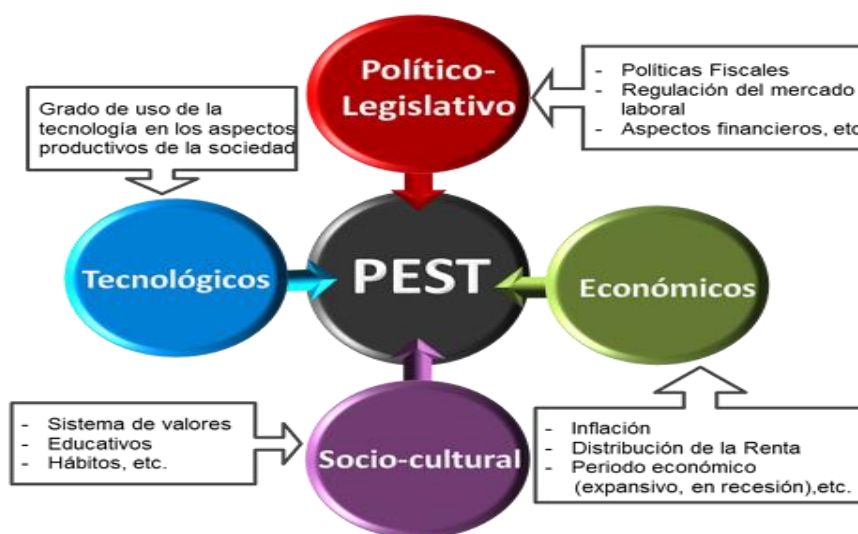 Político-
Legislativo
- Políticas Fiscales
- Regulación del mercado
laboral
- Aspectos financieros, etc
Grado de uso de la
tecnología en los aspectos
productivos de la sociedad
Tecnológicos
PEST
Económicos
- Sistema de valores
- Educativos
- Hábitos, etc.
Socio-cultural
- Inflación
- Distribución de la Renta
- Periodo económico
(expansivo, en recesión),etc.